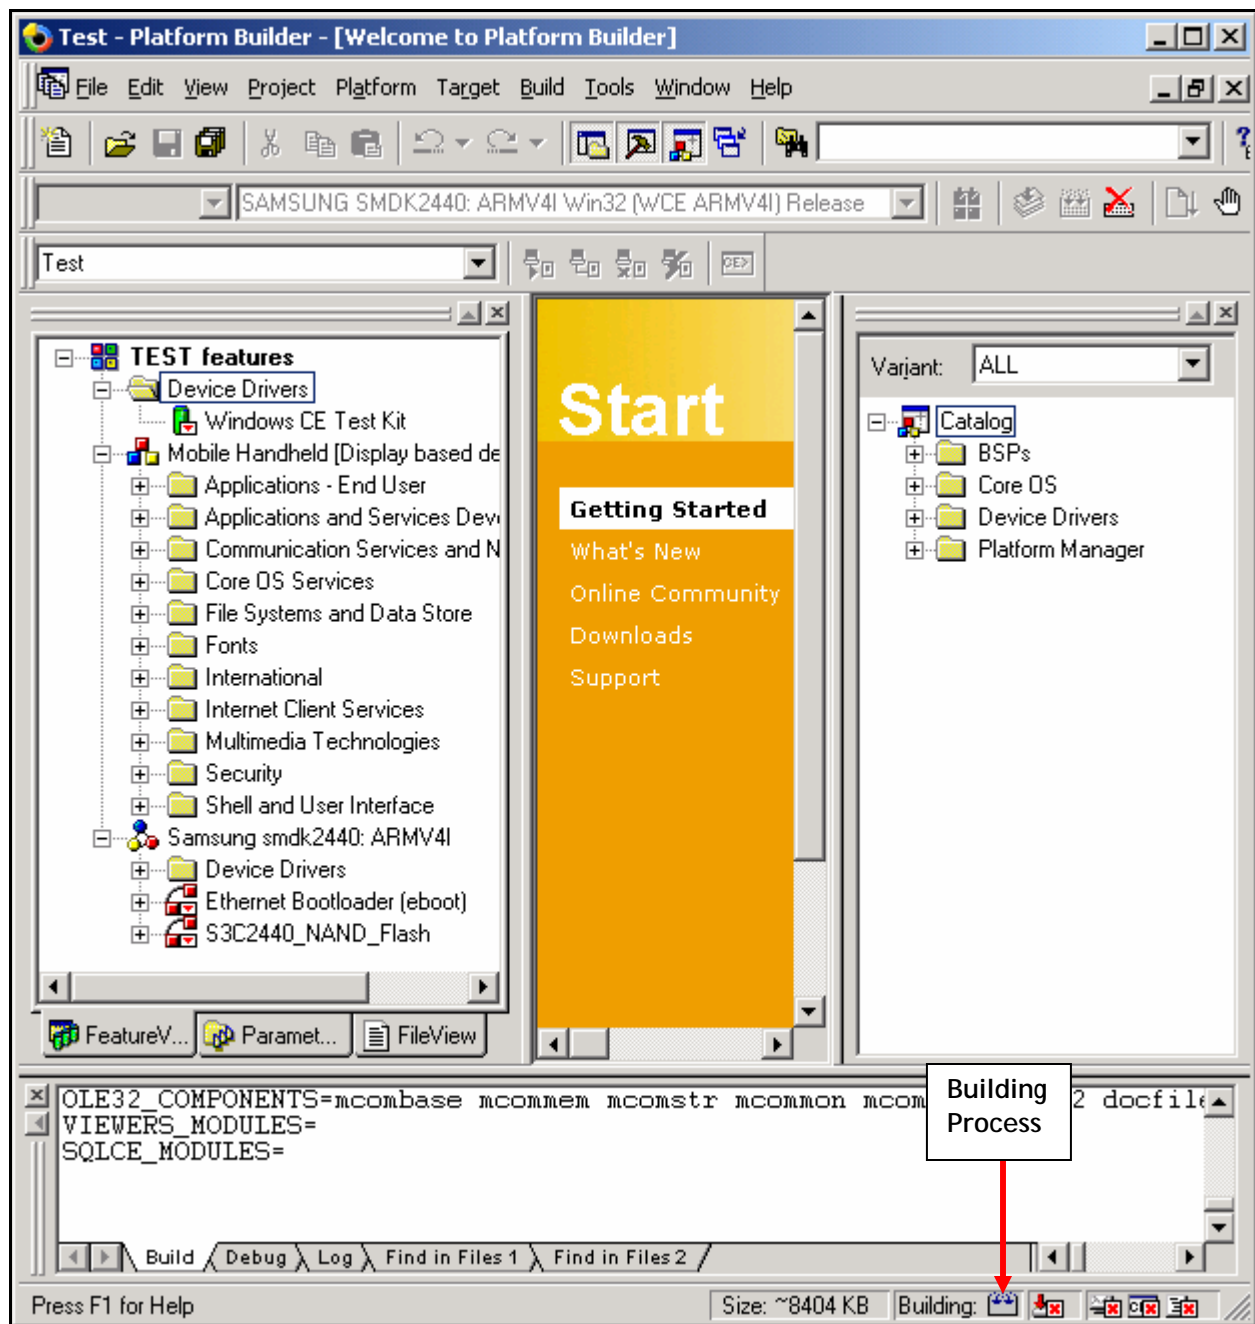 Test - Platform Builder - [Welcome to Platform Builder]
File Edit View Project Platform Target Build Tools Window Help
SAMSUNG SMDK2440: ARMV4I Win32 (WCE ARMV4I) Release
Test
CE>
TEST features
Device Drivers
Windows CE Test Kit
Mobile Handheld [Display based de
Applications - End User
Applications and Services Dev
Communication Services and N
Core OS Services
File Systems and Data Store
Fonts
International
Internet Client Services
Multimedia Technologies
Security
Shell and User Interface
Samsung smdk2440: ARMV4I
Device Drivers
Ethernet Bootloader (eboot)
S3C2440_NAND_Flash
FeatureV... Paramet... FileView
Start
Getting Started
What's New
Online Community
Downloads
Support
Variant: ALL
Catalog
BSPs
Core OS
Device Drivers
Platform Manager
Building
Process
OLE32_COMPONENTS=mcombase mcommem mcomstr mcommon mcom 2 docfile
VIEWERS_MODULES=
SQLCE_MODULES=
Build Debug Log Find in Files 1 Find in Files 2
Press F1 for Help Size: ~8404 KB Building: